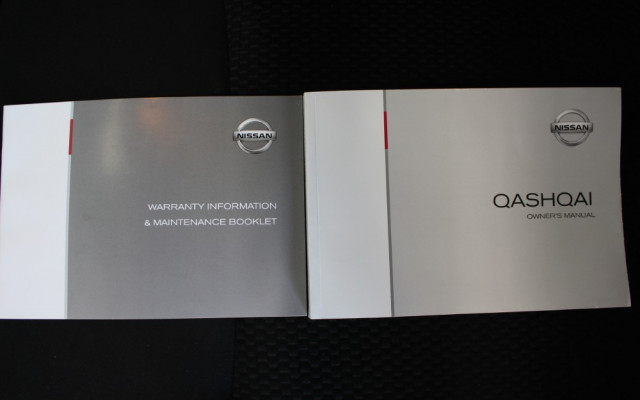 NISSAN
WARRANTY INFORMATION
& MAINTENANCE BOOKLET
NISSAN
QASHQAI
OWNER'S MANUAL